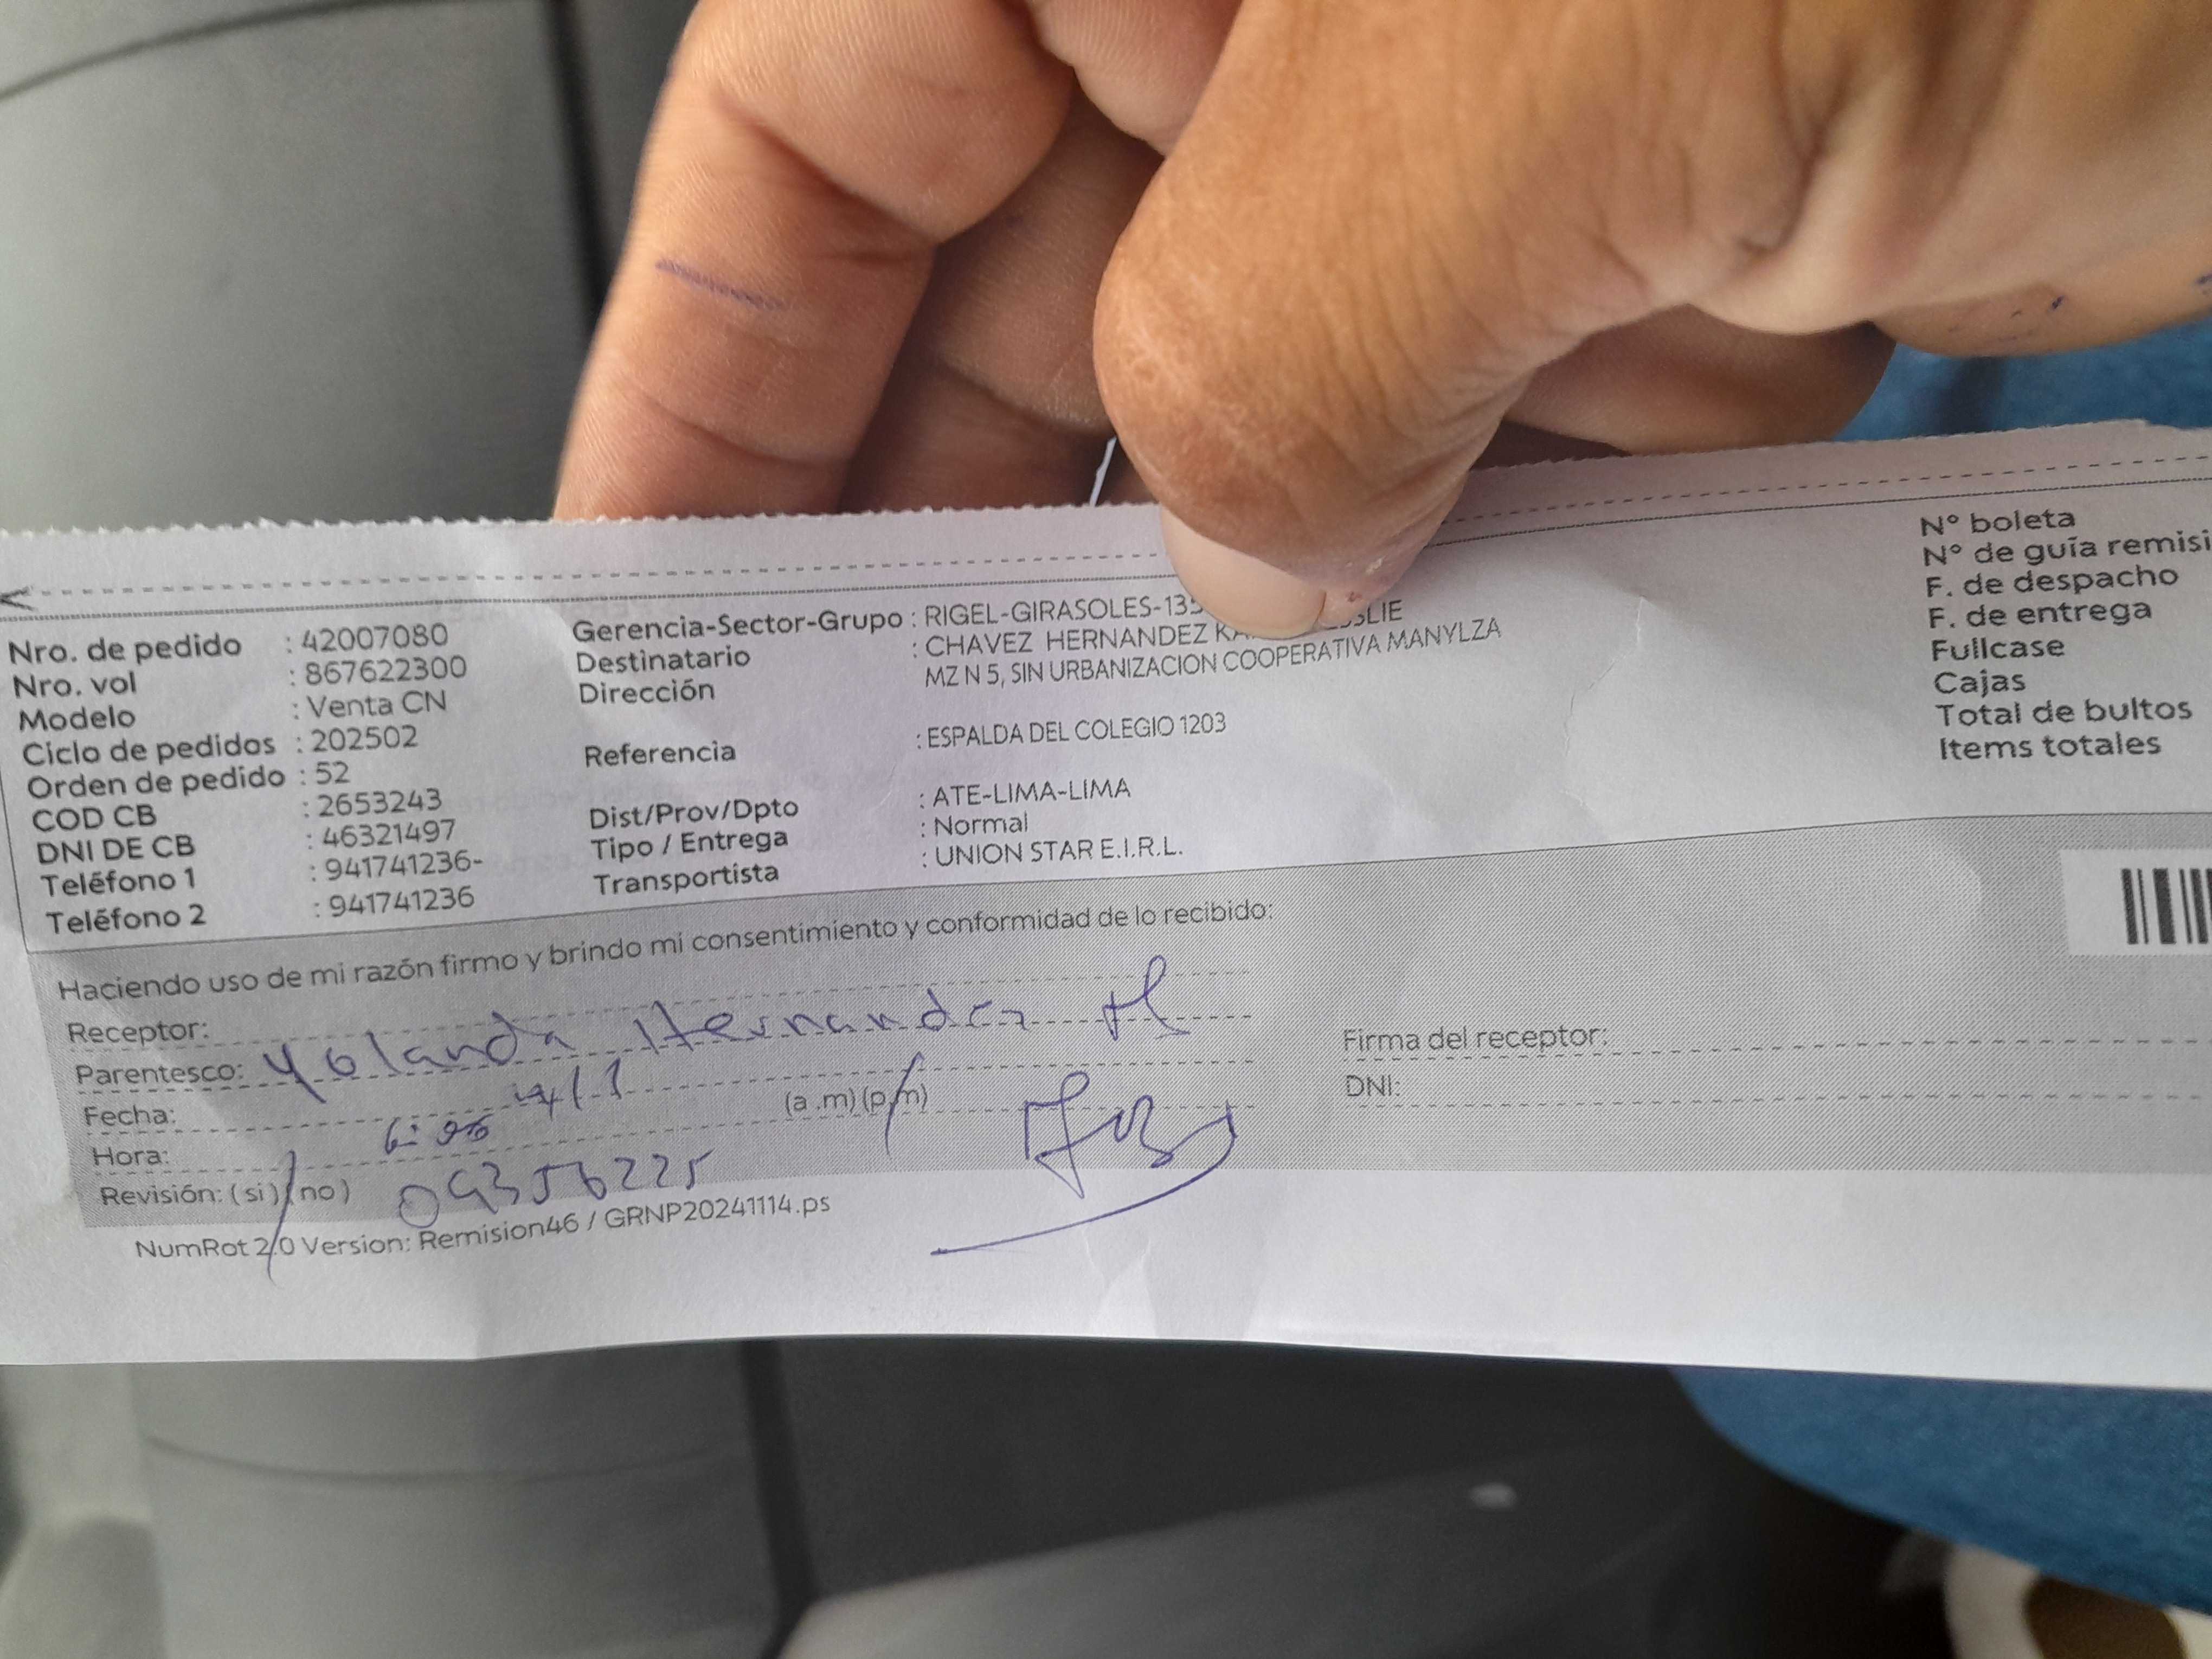 Nro. de pedido : 42007080
Nro. vol : 867622300
Modelo : Venta CN
Ciclo de pedidos : 202502
Orden de pedido : 52
COD CB : 2653243
DNI DE CB : 46321497
Teléfono 1 : 941741236-
Teléfono 2 : 941741236
Gerencia-Sector-Grupo : RIGEL-GIRASOLES-135
Destinatario : CHAVEZ HERNANDEZ
Dirección MZ N 5, SIN URBANIZACION COOPERATIVA MANYLZA
Referencia : ESPALDA DEL COLEGIO 1203
Dist/Prov/Dpto : ATE-LIMA-LIMA
Tipo / Entrega : Normal
Transportista : UNION STAR E.I.R.L.
N° boleta
N° de guía
F. de despacho
F. de entrega
Fullcase
Cajas
Total de bultos
Items totales
Haciendo uso de mi razón firmo y brindo mi consentimiento y conformidad de lo recibido:
Receptor: Yolanda Hernandez H
Parentesco:
Fecha:
Hora: (a .m) (p.m)
Revisión: (si) (no) 09356225
Firma del receptor:
DNI:
NumRot 2.0 Version: Remision46 / GRNP20241114.ps